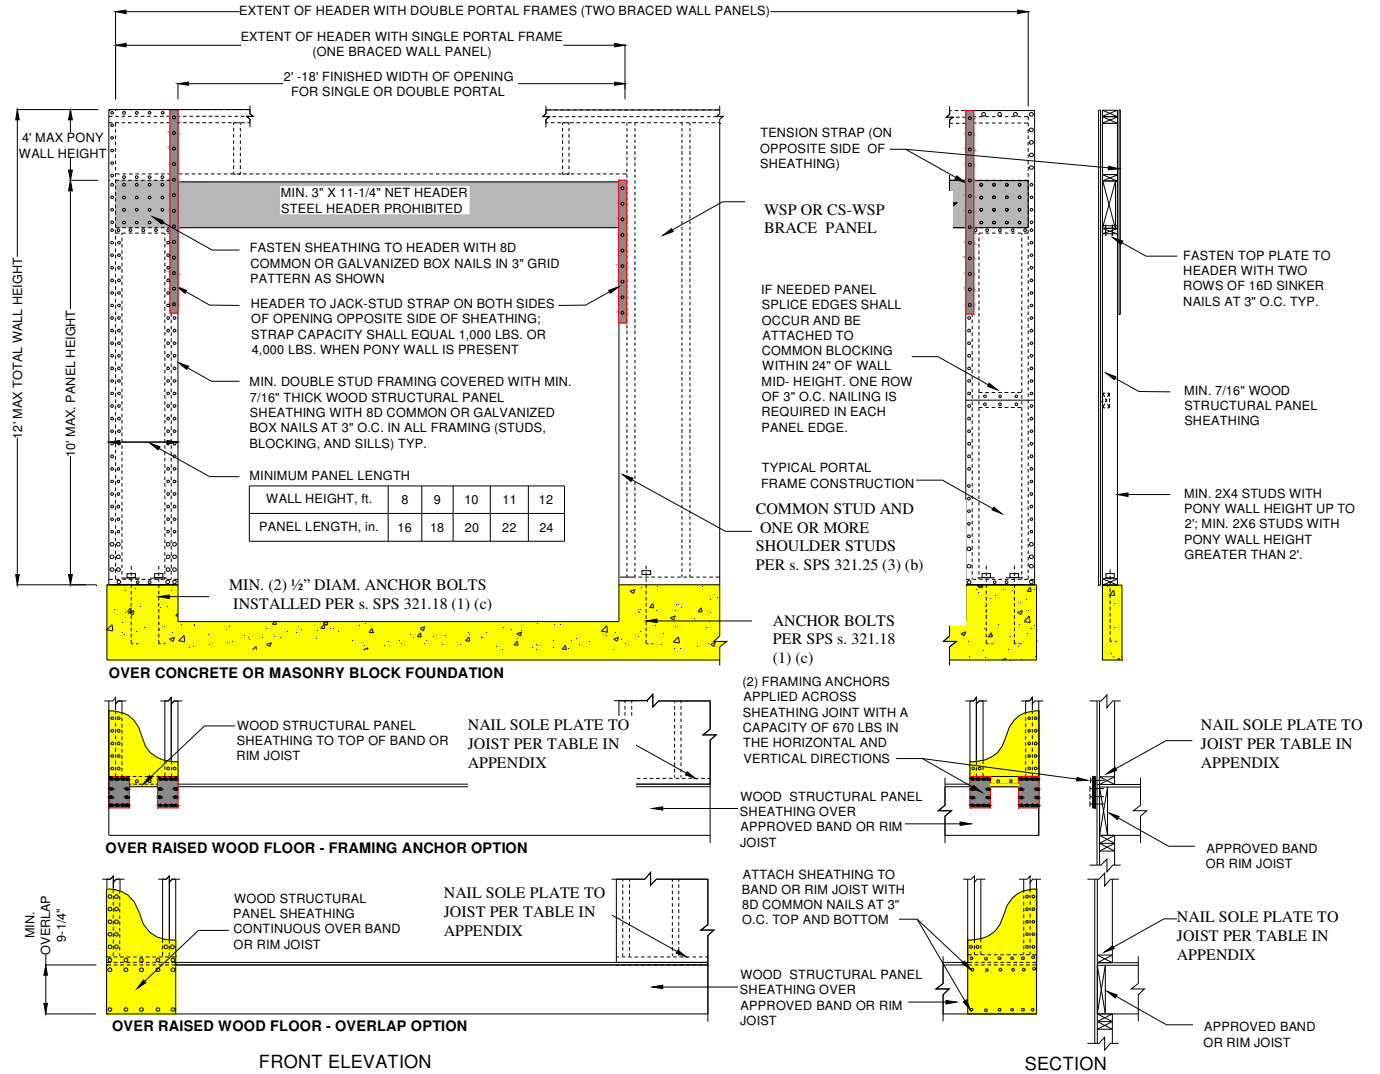 EXTENT OF HEADER WITH DOUBLE PORTAL FRAMES (TWO BRACED WALL PANELS)
EXTENT OF HEADER WITH SINGLE PORTAL FRAME
(ONE BRACED WALL PANEL)
2' -18' FINISHED WIDTH OF OPENING
FOR SINGLE OR DOUBLE PORTAL
4' MAX PONY
WALL HEIGHT
12' MAX TOTAL WALL HEIGHT
10' MAX. PANEL HEIGHT
MIN. 3" X 11-1/4" NET HEADER
STEEL HEADER PROHIBITED
FASTEN SHEATHING TO HEADER WITH 8D
COMMON OR GALVANIZED BOX NAILS IN 3" GRID
PATTERN AS SHOWN
HEADER TO JACK-STUD STRAP ON BOTH SIDES
OF OPENING OPPOSITE SIDE OF SHEATHING;
STRAP CAPACITY SHALL EQUAL 1,000 LBS. OR
4,000 LBS. WHEN PONY WALL IS PRESENT
MIN. DOUBLE STUD FRAMING COVERED WITH MIN.
7/16" THICK WOOD STRUCTURAL PANEL
SHEATHING WITH 8D COMMON OR GALVANIZED
BOX NAILS AT 3" O.C. IN ALL FRAMING (STUDS,
BLOCKING, AND SILLS) TYP.
MINIMUM PANEL LENGTH
WALL HEIGHT, ft. 8 9 10 11 12
PANEL LENGTH, in. 16 18 20 22 24
MIN. (2) ½” DIAM. ANCHOR BOLTS
INSTALLED PER s. SPS 321.18 (1) (c)
TENSION STRAP (ON
OPPOSITE SIDE OF
SHEATHING)
WSP OR CS-WSP
BRACE PANEL
IF NEEDED PANEL
SPLICE EDGES SHALL
OCCUR AND BE
ATTACHED TO
COMMON BLOCKING
WITHIN 24" OF WALL
MID- HEIGHT. ONE ROW
OF 3" O.C. NAILING IS
REQUIRED IN EACH
PANEL EDGE.
TYPICAL PORTAL
FRAME CONSTRUCTION
COMMON STUD AND
ONE OR MORE
SHOULDER STUDS
PER s. SPS 321.25 (3) (b)
ANCHOR BOLTS
PER SPS s. 321.18
(1) (c)
FASTEN TOP PLATE TO
HEADER WITH TWO
ROWS OF 16D SINKER
NAILS AT 3" O.C. TYP.
MIN. 7/16" WOOD
STRUCTURAL PANEL
SHEATHING
MIN. 2X4 STUDS WITH
PONY WALL HEIGHT UP TO
2'; MIN. 2X6 STUDS WITH
PONY WALL HEIGHT
GREATER THAN 2'.
OVER CONCRETE OR MASONRY BLOCK FOUNDATION
WOOD STRUCTURAL PANEL
SHEATHING TO TOP OF BAND OR
RIM JOIST
NAIL SOLE PLATE TO
JOIST PER TABLE IN
APPENDIX
(2) FRAMING ANCHORS
APPLIED ACROSS
SHEATHING JOINT WITH A
CAPACITY OF 670 LBS IN
THE HORIZONTAL AND
VERTICAL DIRECTIONS
WOOD STRUCTURAL PANEL
SHEATHING OVER
APPROVED BAND OR RIM
JOIST
NAIL SOLE PLATE TO
JOIST PER TABLE IN
APPENDIX
APPROVED BAND
OR RIM JOIST
OVER RAISED WOOD FLOOR - FRAMING ANCHOR OPTION
MIN.
OVERLAP
9-1/4"
WOOD STRUCTURAL
PANEL SHEATHING
CONTINUOUS OVER BAND
OR RIM JOIST
NAIL SOLE PLATE TO
JOIST PER TABLE IN
APPENDIX
ATTACH SHEATHING TO
BAND OR RIM JOIST WITH
8D COMMON NAILS AT 3"
O.C. TOP AND BOTTOM
WOOD STRUCTURAL PANEL
SHEATHING OVER
APPROVED BAND OR RIM
JOIST
NAIL SOLE PLATE TO
JOIST PER TABLE IN
APPENDIX
APPROVED BAND
OR RIM JOIST
OVER RAISED WOOD FLOOR - OVERLAP OPTION
FRONT ELEVATION
SECTION